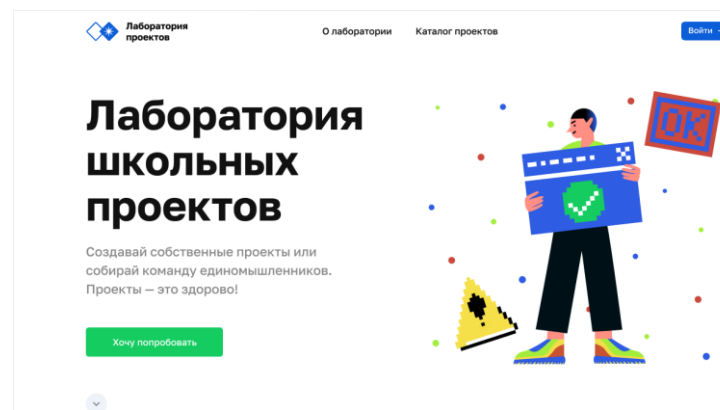 Лаборатория
проектов
О лаборатории
Каталог проектов
Войти
Лаборатория
школьных
проектов
Создавай собственные проекты или
собирай команду единомышленников.
Проекты — это здорово!
Хочу попробовать
OK